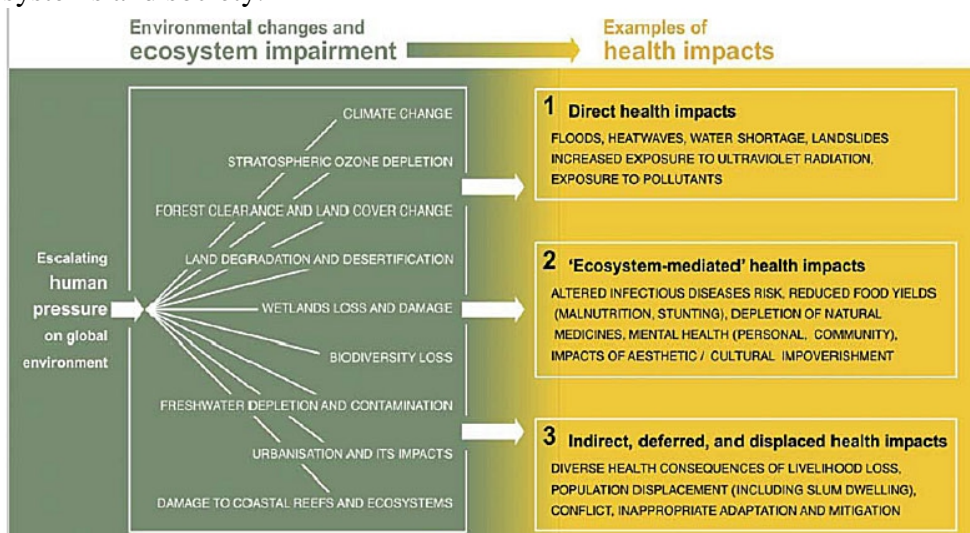 systems and society.
Environmental changes and
ecosystem impairment
Examples of
health impacts
Escalating
human
pressure
on global
environment
CLIMATE CHANGE
STRATOSPHERIC OZONE DEPLETION
FOREST CLEARANCE AND LAND COVER CHANGE
LAND DEGRADATION AND DESERTIFICATION
WETLANDS LOSS AND DAMAGE
BIODIVERSITY LOSS
FRESHWATER DEPLETION AND CONTAMINATION
URBANISATION AND ITS IMPACTS
DAMAGE TO COASTAL REEFS AND ECOSYSTEMS
1 Direct health impacts
FLOODS, HEATWAVES, WATER SHORTAGE, LANDSLIDES
INCREASED EXPOSURE TO ULTRAVIOLET RADIATION,
EXPOSURE TO POLLUTANTS
2 'Ecosystem-mediated' health impacts
ALTERED INFECTIOUS DISEASES RISK, REDUCED FOOD YIELDS
(MALNUTRITION, STUNTING), DEPLETION OF NATURAL
MEDICINES, MENTAL HEALTH (PERSONAL, COMMUNITY),
IMPACTS OF AESTHETIC / CULTURAL IMPOVERISHMENT
3 Indirect, deferred, and displaced health impacts
DIVERSE HEALTH CONSEQUENCES OF LIVELIHOOD LOSS,
POPULATION DISPLACEMENT (INCLUDING SLUM DWELLING),
CONFLICT, INAPPROPRIATE ADAPTATION AND MITIGATION